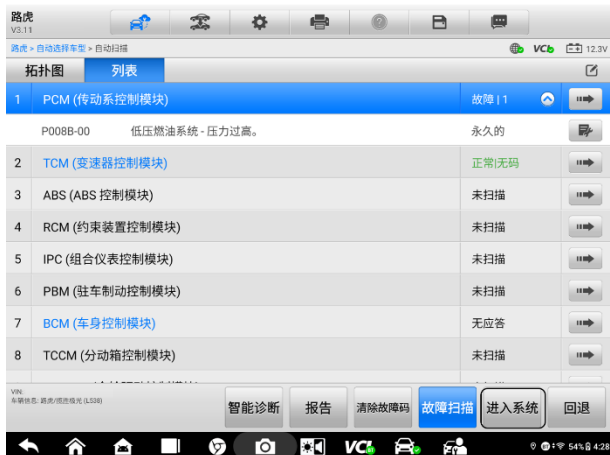 路虎
V3.11
路虎 > 自动选择车型 > 自动扫描
VCI 12.3V
拓扑图 列表
1 PCM (传动系控制模块) 故障 | 1
P008B-00 低压燃油系统 - 压力过高。 永久的
2 TCM (变速器控制模块) 正常|无码
3 ABS (ABS 控制模块) 未扫描
4 RCM (约束装置控制模块) 未扫描
5 IPC (组合仪表控制模块) 未扫描
6 PBM (驻车制动控制模块) 未扫描
7 BCM (车身控制模块) 无应答
8 TCCM (分动箱控制模块) 未扫描
VIN:
车辆信息: 路虎/揽胜极光 (L538)
智能诊断 报告 清除故障码 故障扫描 进入系统 回退
VCI 54% 4:28